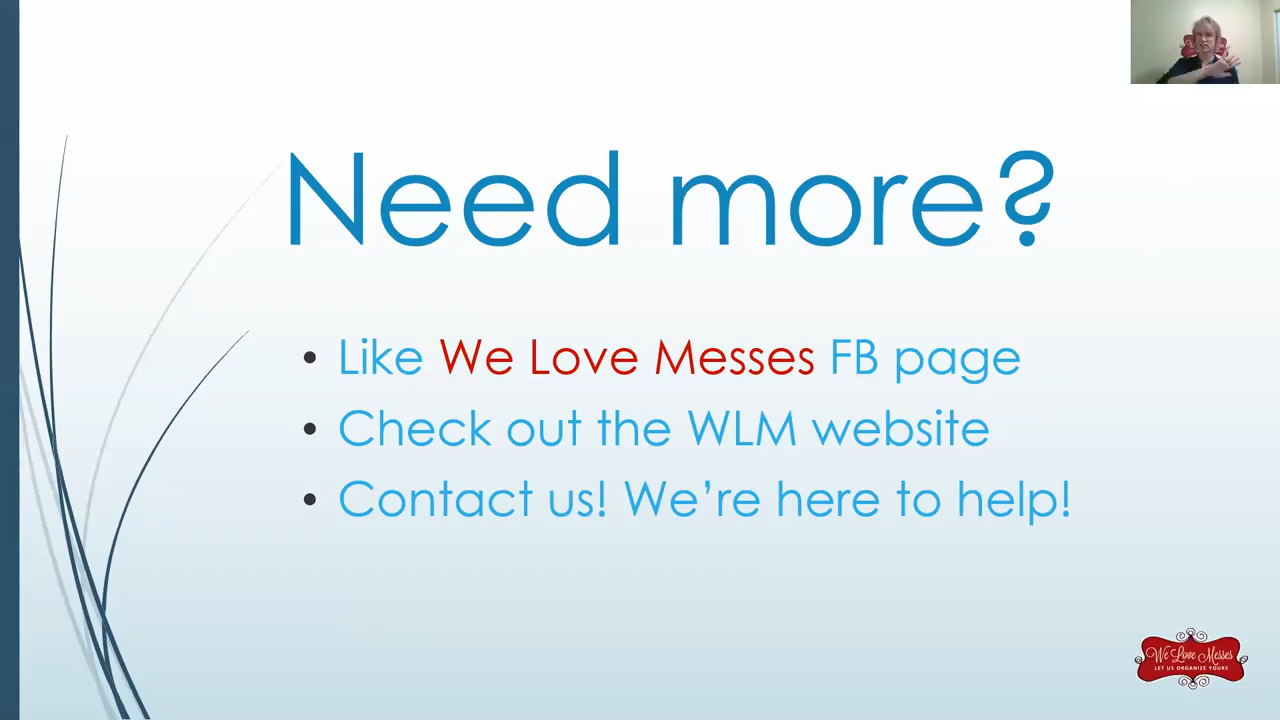 Need more?
• Like We Love Messes FB page
• Check out the WLM website
• Contact us! We’re here to help!
We Love Messes
LET US ORGANIZE YOURS